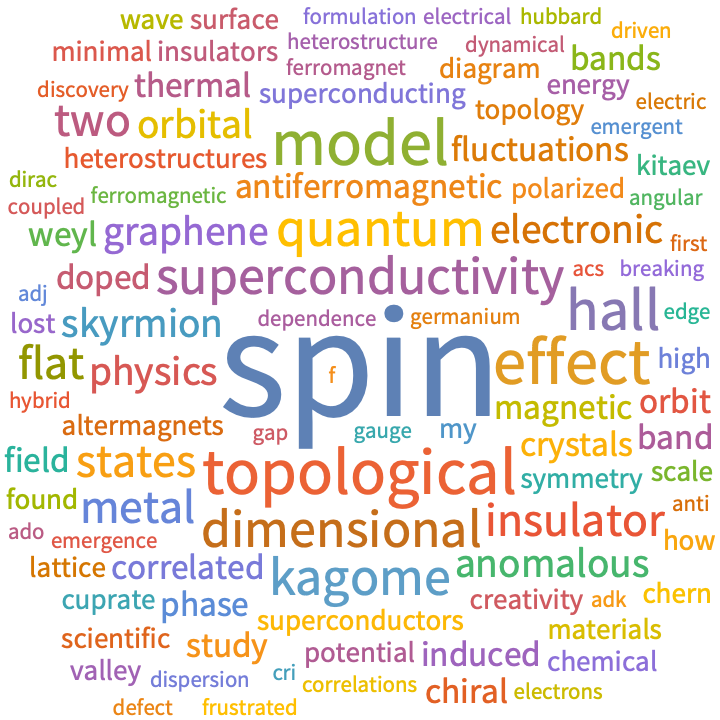 wave surface formulation electrical hubbard driven
minimal insulators heterostructure dynamical bands
discovery thermal ferromagnet diagram energy
superconducting topology electric
two orbital model fluctuations emergent
heterostructures kitaev
dirac ferromagnetic antiferromagnetic polarized angular
coupled weyl graphene quantum electronic first
doped superconductivity acs breaking
adj lost skyrmion dependence germanium hall edge
flat physics spin f effect high
hybrid altermagnets gap gauge my magnetic orbit
field states topological crystals band
found metal symmetry scale
ado emergence dimensional insulator anti how
lattice correlated kagome anomalous
cuprate phase creativity adk chern
scientific study superconductors materials
valley dispersion cri potential induced chemical
defect frustrated correlations chiral electrons